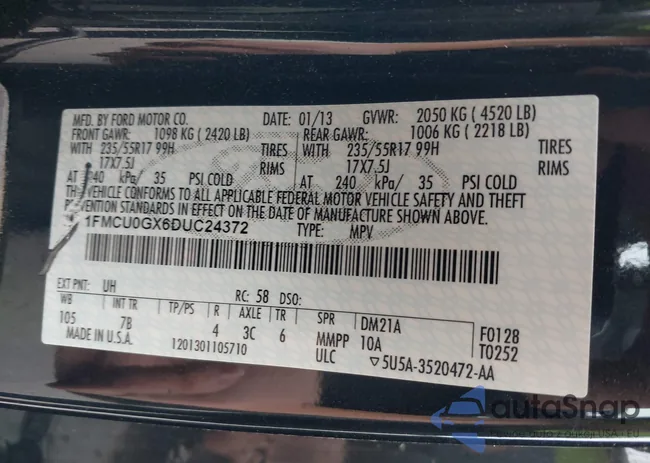 MFD. BY FORD MOTOR CO. DATE: 01/13 GVWR: 2050 KG ( 4520 LB)
FRONT GAWR: 1098 KG ( 2420 LB) REAR GAWR: 1006 KG ( 2218 LB)
WITH 235/55R17 99H TIRES WITH 235/55R17 99H TIRES
17X7.5J RIMS 17X7.5J RIMS
AT 240 kPa/ 35 PSI COLD AT 240 kPa/ 35 PSI COLD
THIS VEHICLE CONFORMS TO ALL APPLICABLE FEDERAL MOTOR VEHICLE SAFETY AND THEFT
PREVENTION STANDARDS IN EFFECT ON THE DATE OF MANUFACTURE SHOWN ABOVE.
1FMCU0GX6DUC24372 TYPE: MPV
EXT PNT: UH RC: 58 DSO:
WB INT TR TP/PS R AXLE TR SPR DM21A F0128
105 7B 4 3C 6 MMPP 10A T0252
MADE IN U.S.A. 1201301105710 ULC ▽5U5A-3520472-AA
autoSnap